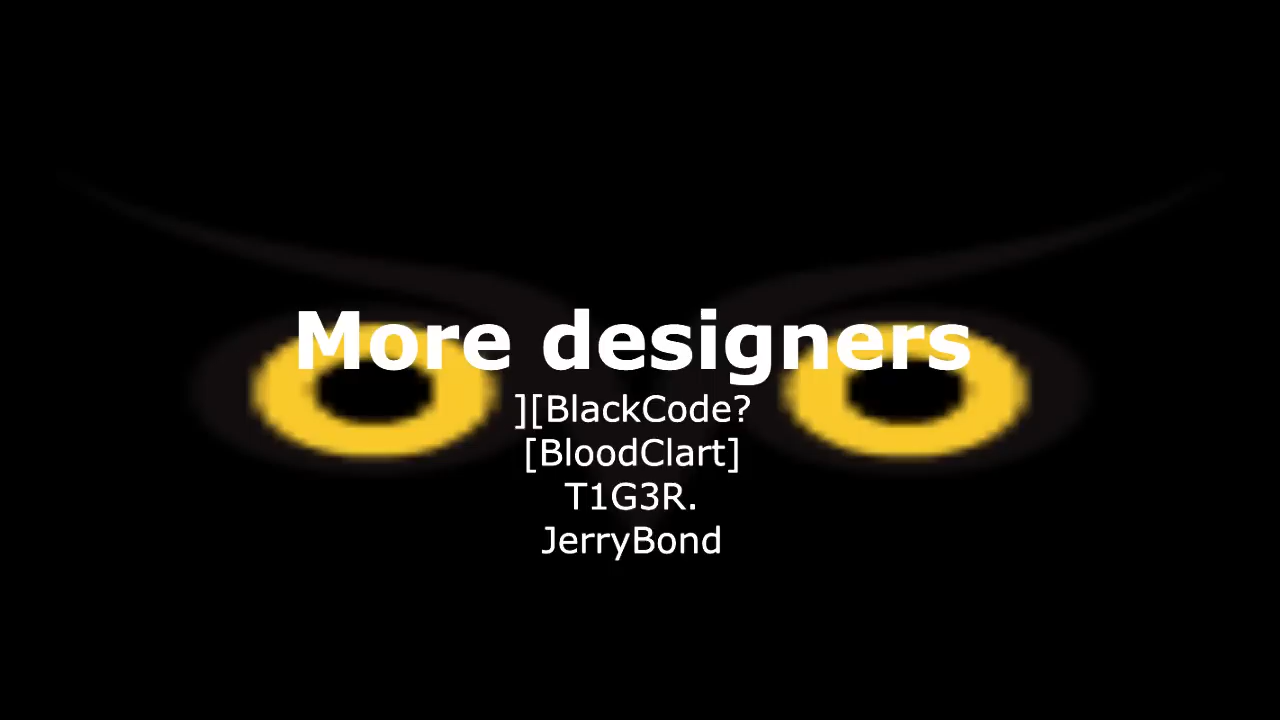 More designers
][BlackCode?
[BloodClart]
T1G3R.
JerryBond